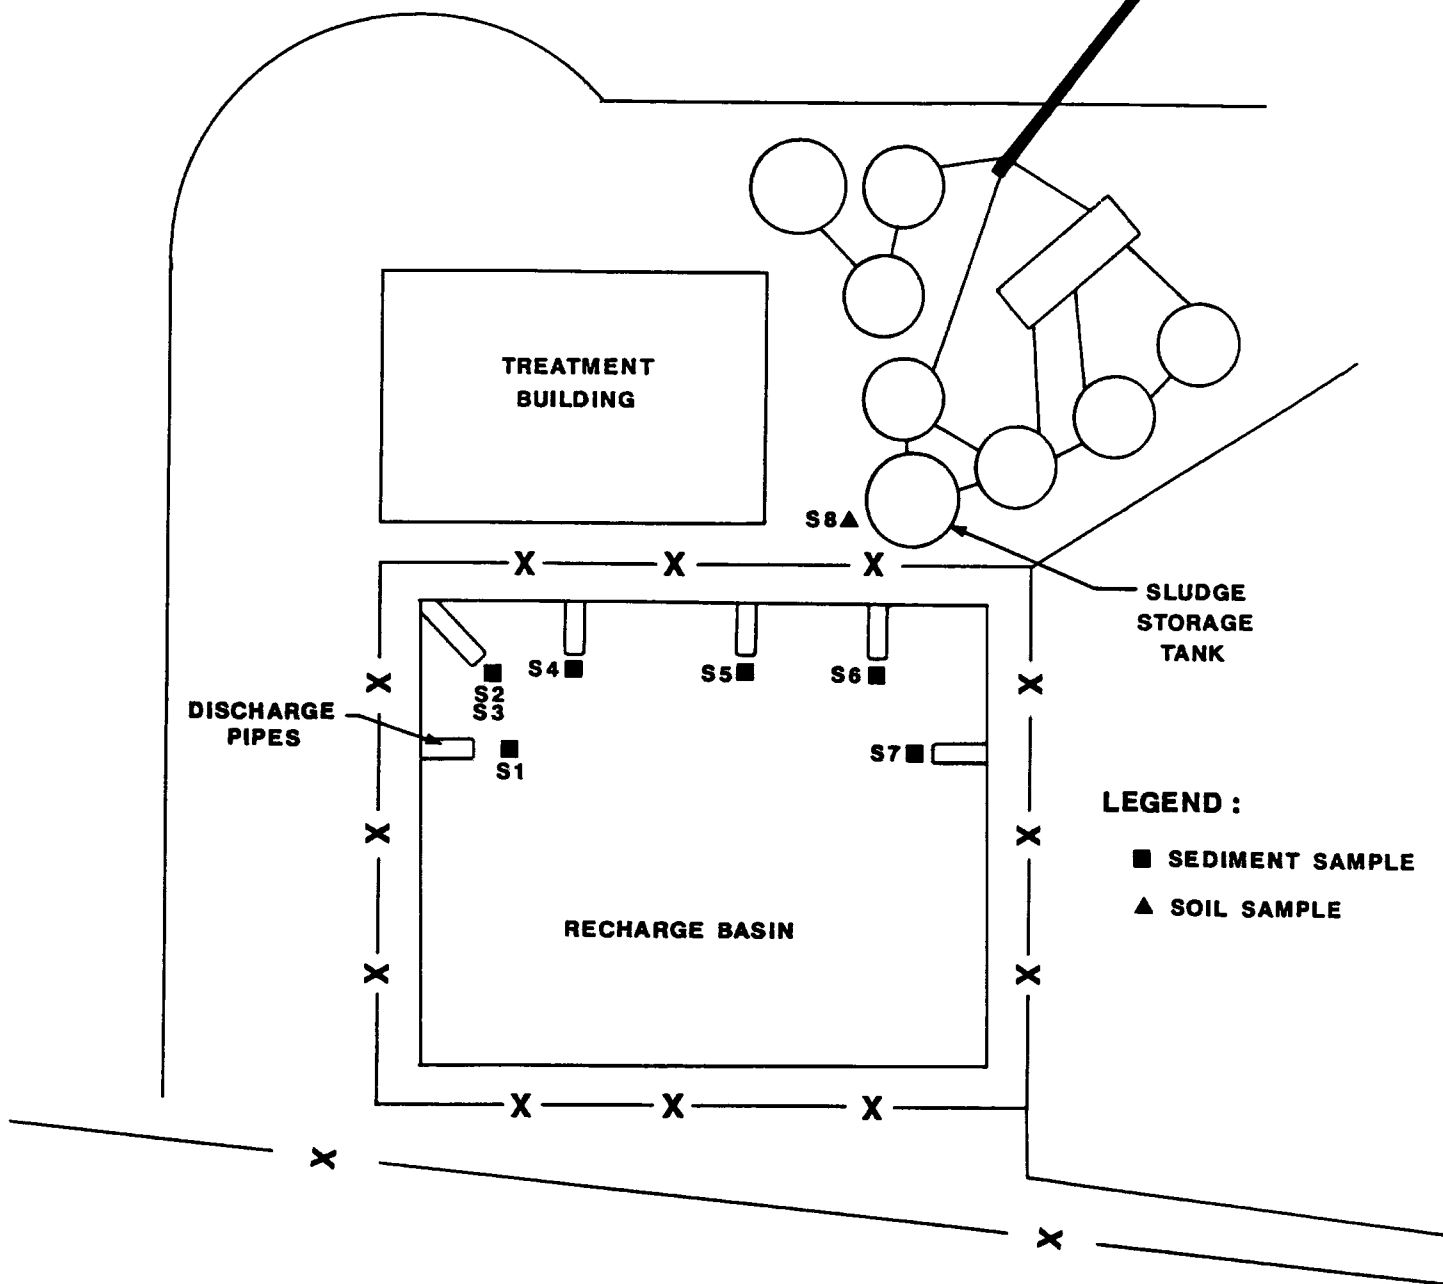 TREATMENT
BUILDING
S8
X X X
SLUDGE
STORAGE
TANK
S4
S5
S6
X
X
S2
S3
DISCHARGE
PIPES
S1
S7
LEGEND :
SEDIMENT SAMPLE
X
X
SOIL SAMPLE
RECHARGE BASIN
X
X
X X X
X
X